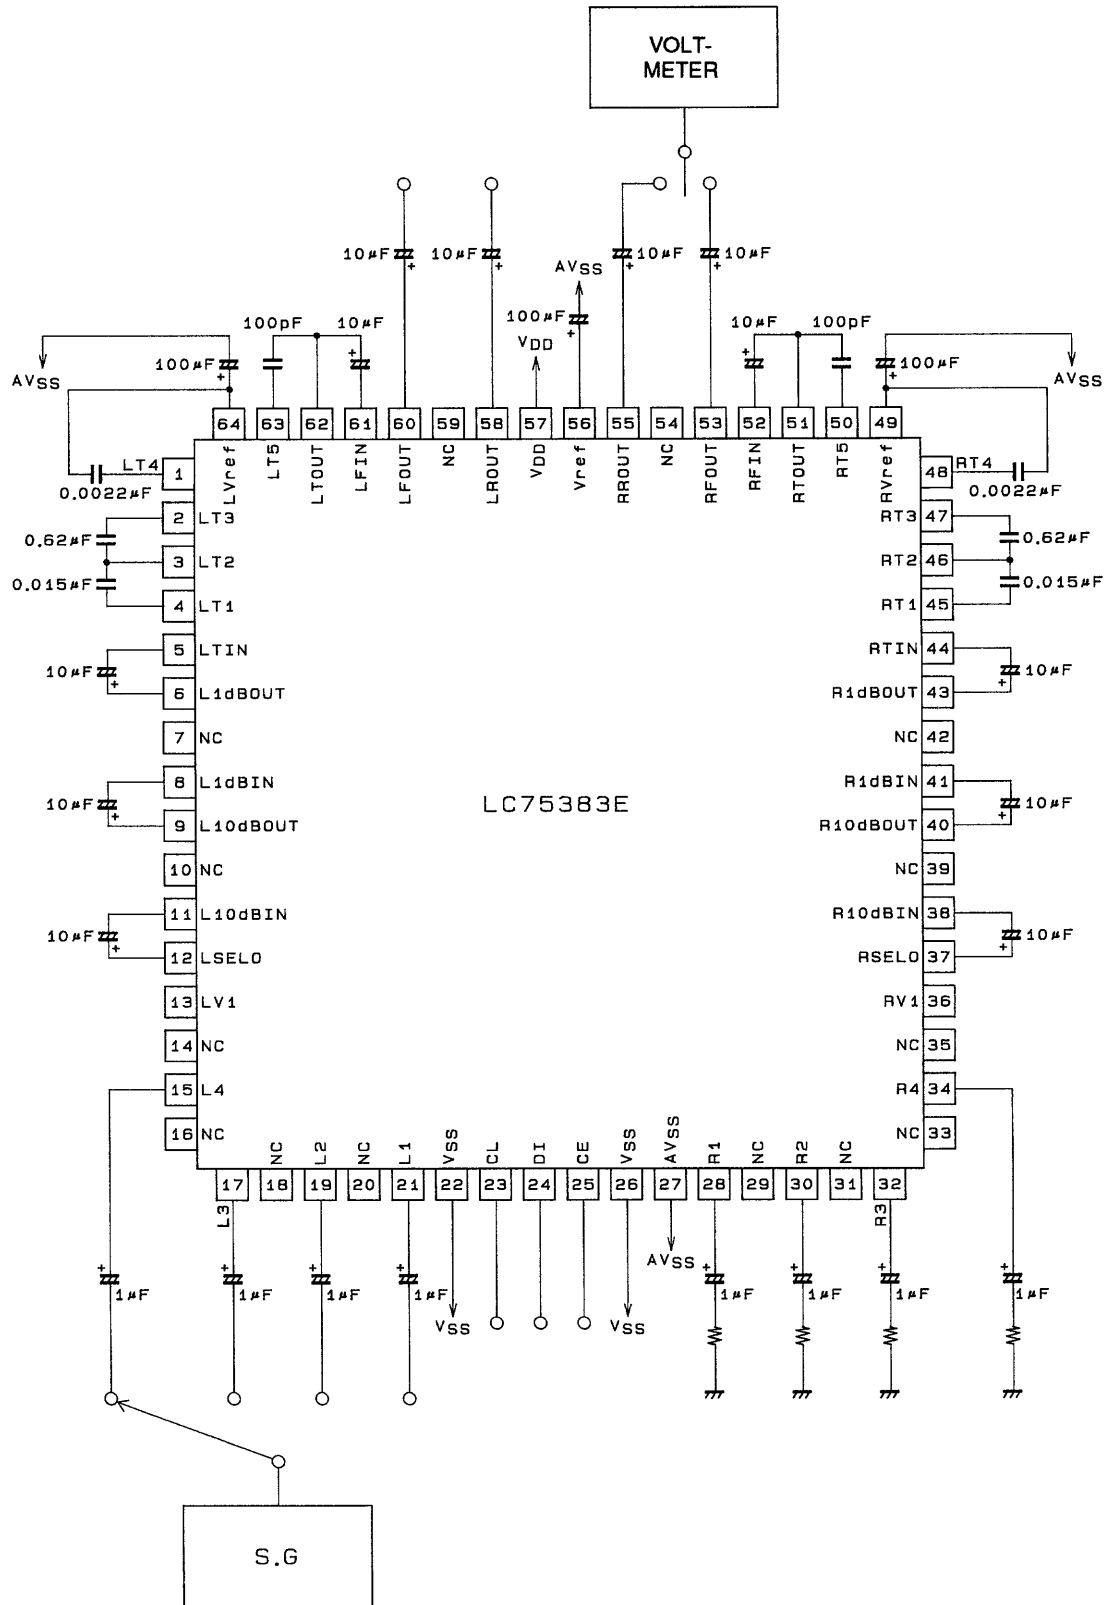 VOLT-
METER
10μF 10μF 10μF 10μF
AVSS
100pF 10μF 100μF 10μF 100pF
VDD
100μF 100μF
AVSS AVSS
64 63 62 61 60 59 58 57 56 55 54 53 52 51 50 49
LVref LT5 LTOUT LFIN LFOUT NC LROUT VDD Vref RROUT NC RFOUT RFIN RTOUT RT5 RVref
1 LT4 RT4 48
0.0022μF 0.0022μF
2 LT3 RT3 47
0.62μF 0.62μF
3 LT2 RT2 46
0.015μF 0.015μF
4 LT1 RT1 45
5 LTIN RTIN 44
10μF 10μF
6 L1dBOUT R1dBOUT 43
7 NC NC 42
8 L1dBIN R1dBIN 41
10μF LC75383E 10μF
9 L10dBOUT R10dBOUT 40
10 NC NC 39
11 L10dBIN R10dBIN 38
10μF 10μF
12 LSELO RSELO 37
13 LV1 RV1 36
14 NC NC 35
15 L4 R4 34
16 NC NC 33
NC L2 NC L1 VSS CL DI CE VSS AVSS R1 NC R2 NC
17 18 19 20 21 22 23 24 25 26 27 28 29 30 31 32
L3 R3
AVSS
1μF 1μF 1μF 1μF 1μF 1μF 1μF 1μF
VSS VSS
S.G